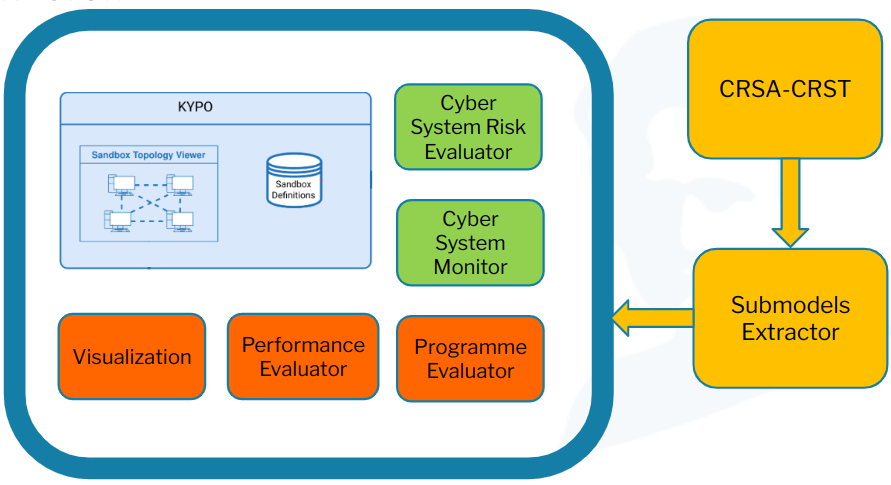 KYPO
Sandbox Topology Viewer
Sandbox
Definitions
Cyber
System Risk
Evaluator
Cyber
System
Monitor
Visualization
Performance
Evaluator
Programme
Evaluator
CRSA-CRST
Submodels
Extractor